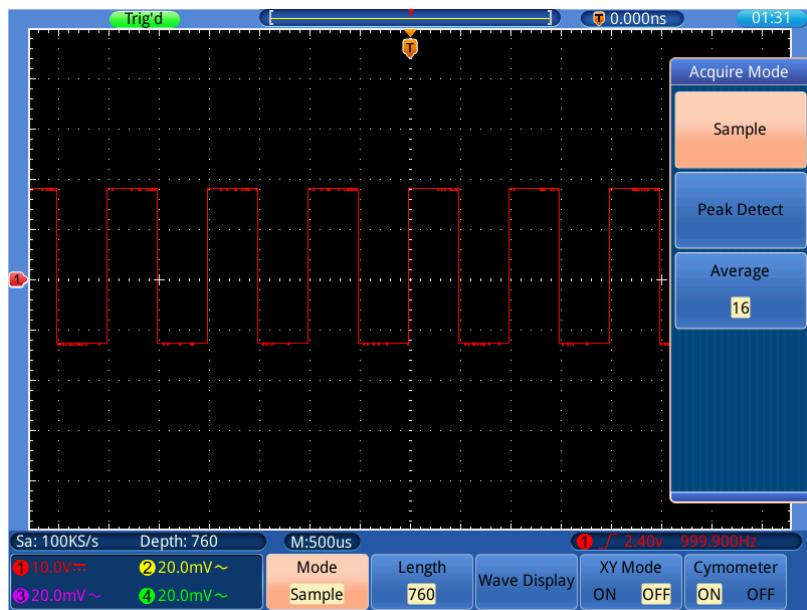 Trig'd
T 0.000ns
01:31
T
Acquire Mode
Sample
Peak Detect
Average
16
1
Sa: 100KS/s Depth: 760 M:500us 1 2.40v 999.900Hz
1 10.0V 2 20.0mV~
3 20.0mV~ 4 20.0mV~
Mode
Sample
Length
760
Wave Display
XY Mode
ON OFF
Cymometer
ON OFF